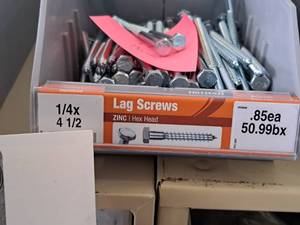 1/4x
4 1/2
Lag Screws
ZINC | Hex Head
.85ea
50.99bx